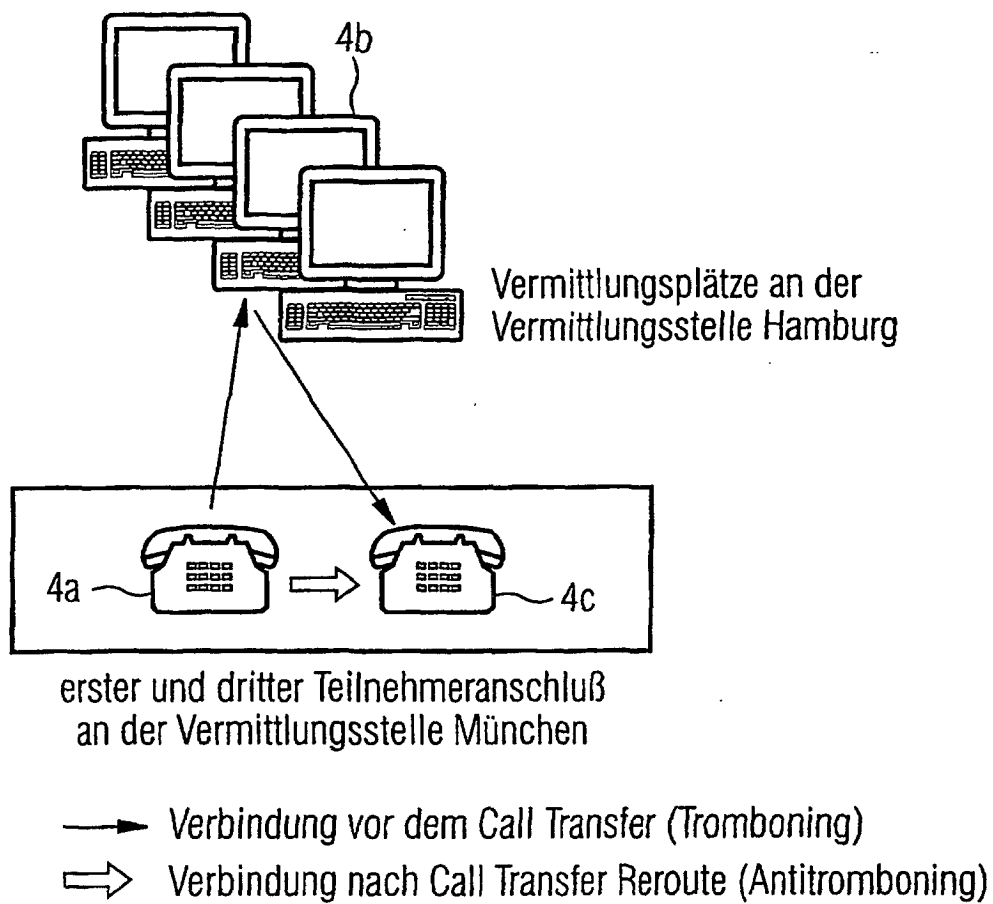 4b
Vermittlungsplätze an der
Vermittlungsstelle Hamburg
4a
4c
erster und dritter Teilnehmeranschluß
an der Vermittlungsstelle München
Verbindung vor dem Call Transfer (Tromboning)
Verbindung nach Call Transfer Reroute (Antitromboning)